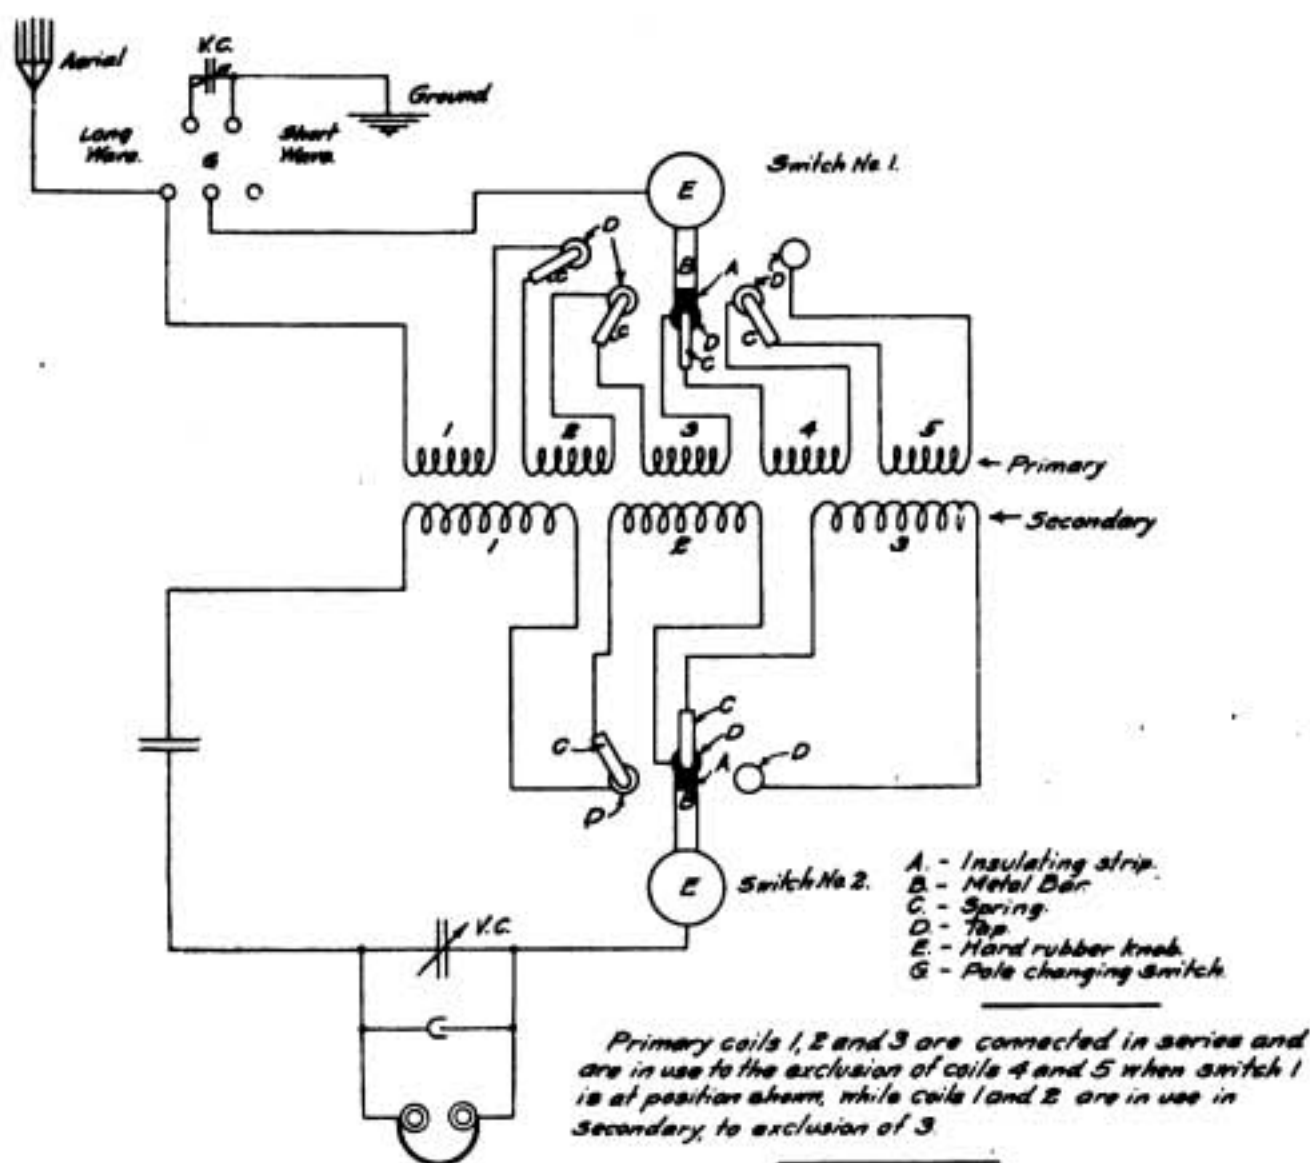 Aerial
V.C.
Ground
Long
Wave.
Short
Wave.
G
Switch No 1.
E
D
B
A
D
C
C
D
C
D
C
1
2
3
4
5
Primary
Secondary
1
2
3
C
D
C
D
A
D
B
D
E
Switch No 2.
V.C.
A. - Insulating strip.
B. - Metal Bar
C. - Spring.
D. - Tap.
E. - Hard rubber knob.
G. - Pole changing switch.
Primary coils 1, 2 and 3 are connected in series and
are in use to the exclusion of coils 4 and 5 when switch 1
is at position shown, while coils 1 and 2 are in use in
secondary, to exclusion of 3.